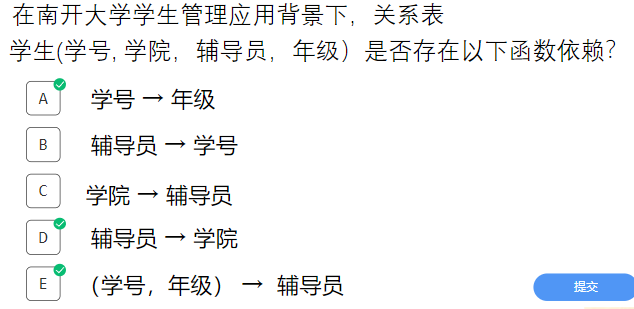 在南开大学学生管理应用背景下，关系表
学生(学号, 学院，辅导员，年级）是否存在以下函数依赖?
A 学号 → 年级
B 辅导员 → 学号
C 学院 → 辅导员
D 辅导员 → 学院
E （学号，年级） → 辅导员
提交